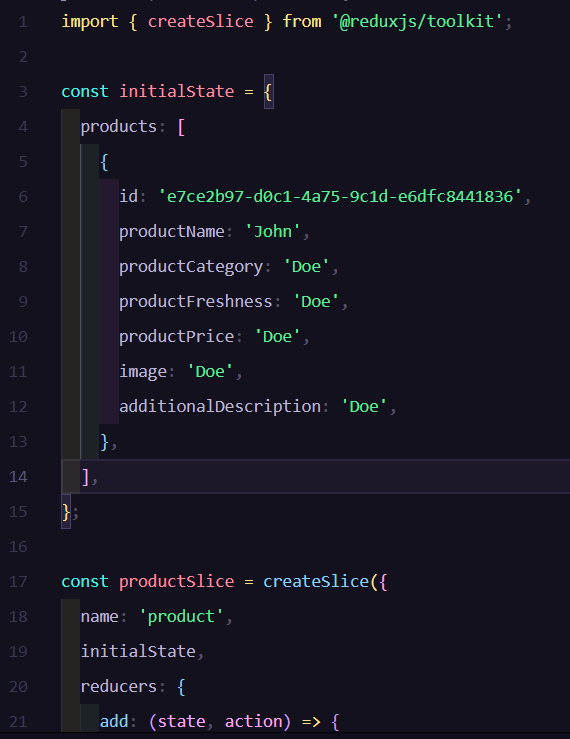 1 import { createSlice } from '@reduxjs/toolkit';
2
3 const initialState = {
4 products: [
5 {
6 id: 'e7ce2b97-d0c1-4a75-9c1d-e6dfc8441836',
7 productName: 'John',
8 productCategory: 'Doe',
9 productFreshness: 'Doe',
10 productPrice: 'Doe',
11 image: 'Doe',
12 additionalDescription: 'Doe',
13 },
14 ],
15 };
16
17 const productSlice = createSlice({
18 name: 'product',
19 initialState,
20 reducers: {
21 add: (state, action) => {